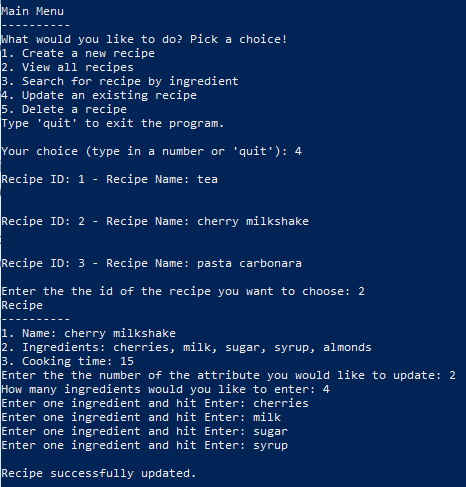 Main Menu
----------
What would you like to do? Pick a choice!
1. Create a new recipe
2. View all recipes
3. Search for recipe by ingredient
4. Update an existing recipe
5. Delete a recipe
Type 'quit' to exit the program.
Your choice (type in a number or 'quit'): 4
Recipe ID: 1 - Recipe Name: tea
Recipe ID: 2 - Recipe Name: cherry milkshake
Recipe ID: 3 - Recipe Name: pasta carbonara
Enter the the id of the recipe you want to choose: 2
Recipe
----------
1. Name: cherry milkshake
2. Ingredients: cherries, milk, sugar, syrup, almonds
3. Cooking time: 15
Enter the the number of the attribute you would like to update: 2
How many ingredients would you like to enter: 4
Enter one ingredient and hit Enter: cherries
Enter one ingredient and hit Enter: milk
Enter one ingredient and hit Enter: sugar
Enter one ingredient and hit Enter: syrup
Recipe successfully updated.